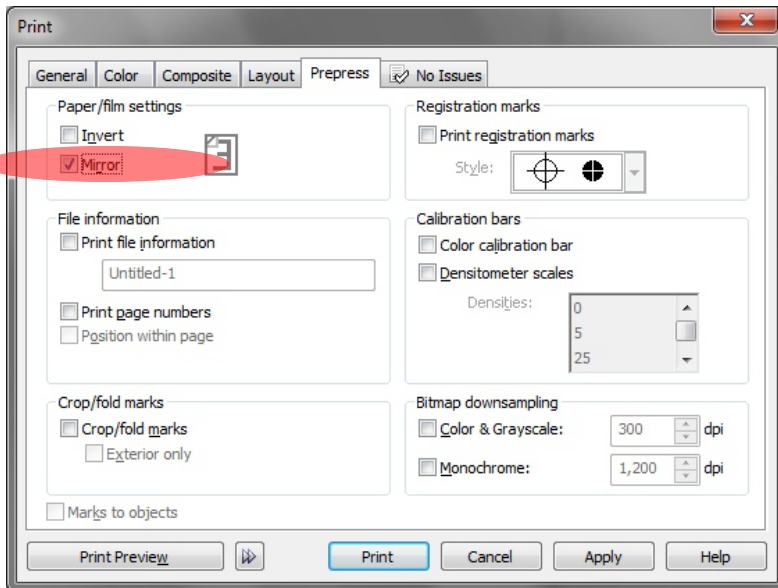 Print
General Color Composite Layout Prepress No Issues
Paper/film settings
Invert
Mirror
File information
Print file information
Untitled-1
Print page numbers
Position within page
Crop/fold marks
Crop/fold marks
Exterior only
Marks to objects
Registration marks
Print registration marks
Style:
Calibration bars
Color calibration bar
Densitometer scales
Densities:
0
5
25
Bitmap downsampling
Color & Grayscale: 300 dpi
Monochrome: 1,200 dpi
Print Preview Print Cancel Apply Help